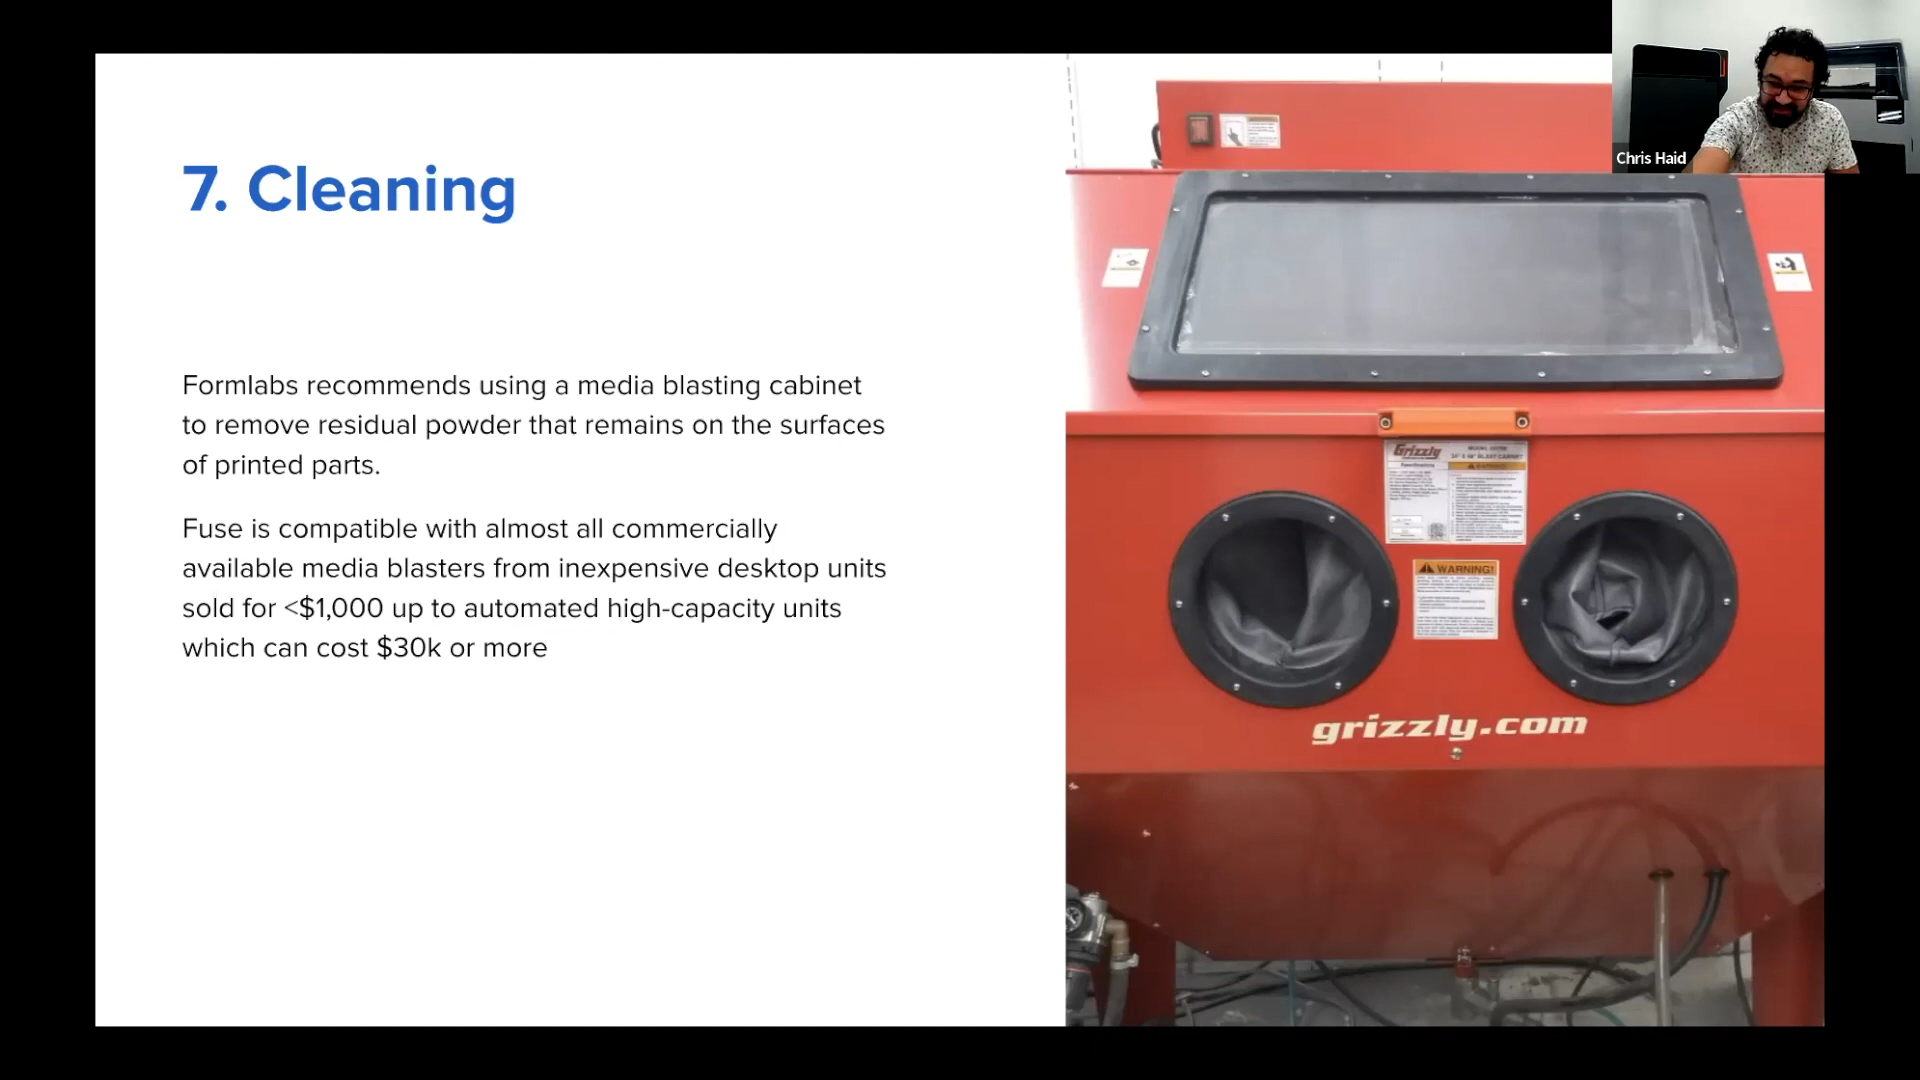 7. Cleaning
Formlabs recommends using a media blasting cabinet
to remove residual powder that remains on the surfaces
of printed parts.
Fuse is compatible with almost all commercially
available media blasters from inexpensive desktop units
sold for <$1,000 up to automated high-capacity units
which can cost $30k or more
Chris Haid
Grizzly
WARNING!
grizzly.com